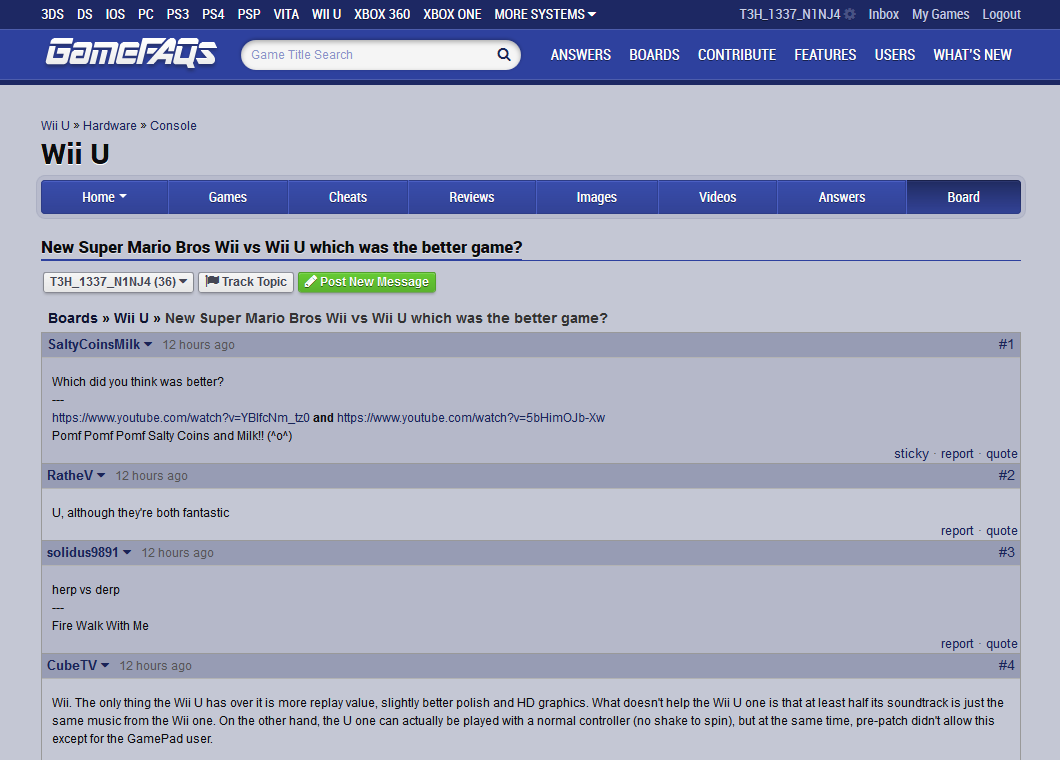 3DS DS IOS PC PS3 PS4 PSP VITA WII U XBOX 360 XBOX ONE MORE SYSTEMS T3H_1337_N1NJ4 Inbox My Games Logout
GameFAQs Game Title Search ANSWERS BOARDS CONTRIBUTE FEATURES USERS WHAT'S NEW
Wii U » Hardware » Console
Wii U
Home Games Cheats Reviews Images Videos Answers Board
New Super Mario Bros Wii vs Wii U which was the better game?
T3H_1337_N1NJ4 (36) Track Topic Post New Message
Boards » Wii U » New Super Mario Bros Wii vs Wii U which was the better game?
SaltyCoinsMilk 12 hours ago #1
Which did you think was better?
---
https://www.youtube.com/watch?v=YBlfcNm_tz0 and https://www.youtube.com/watch?v=5bHimOJb-Xw
Pomf Pomf Pomf Salty Coins and Milk!! (^o^)
sticky · report · quote
RatheV 12 hours ago #2
U, although they're both fantastic
report · quote
solidus9891 12 hours ago #3
herp vs derp
---
Fire Walk With Me
report · quote
CubeTV 12 hours ago #4
Wii. The only thing the Wii U has over it is more replay value, slightly better polish and HD graphics. What doesn't help the Wii U one is that at least half its soundtrack is just the
same music from the Wii one. On the other hand, the U one can actually be played with a normal controller (no shake to spin), but at the same time, pre-patch didn't allow this
except for the GamePad user.